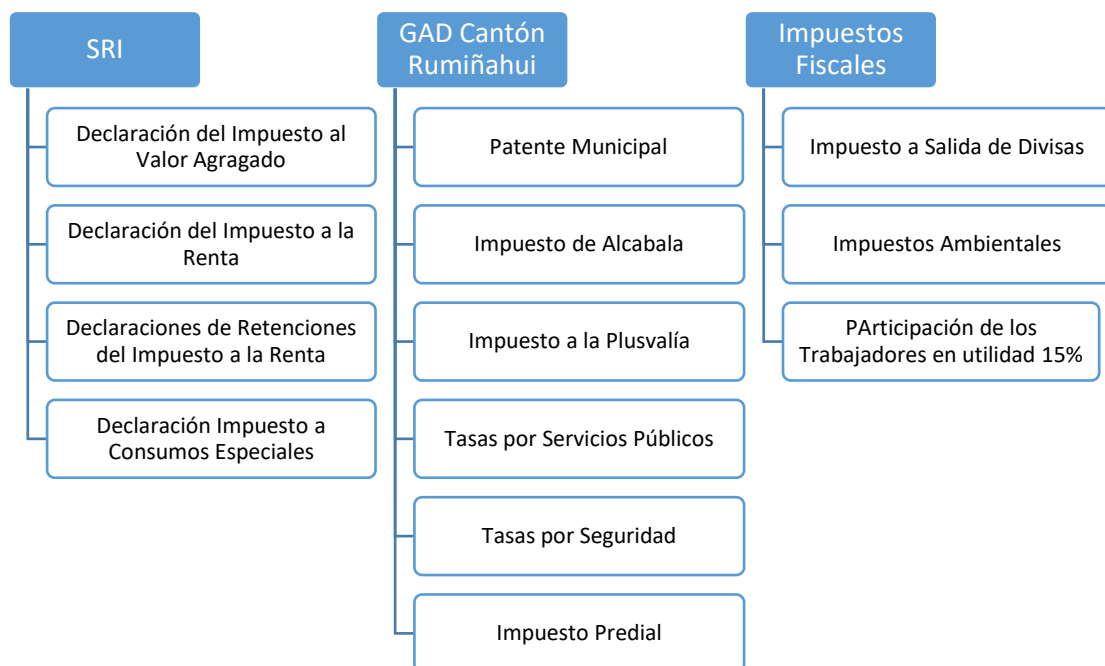 SRI
Declaración del Impuesto al
Valor Agragado
Declaración del Impuesto a la
Renta
Declaraciones de Retenciones
del Impuesto a la Renta
Declaración Impuesto a
Consumos Especiales
GAD Cantón
Rumiñahui
Patente Municipal
Impuesto de Alcabala
Impuesto a la Plusvalía
Tasas por Servicios Públicos
Tasas por Seguridad
Impuesto Predial
Impuestos
Fiscales
Impuesto a Salida de Divisas
Impuestos Ambientales
PArticipación de los
Trabajadores en utilidad 15%